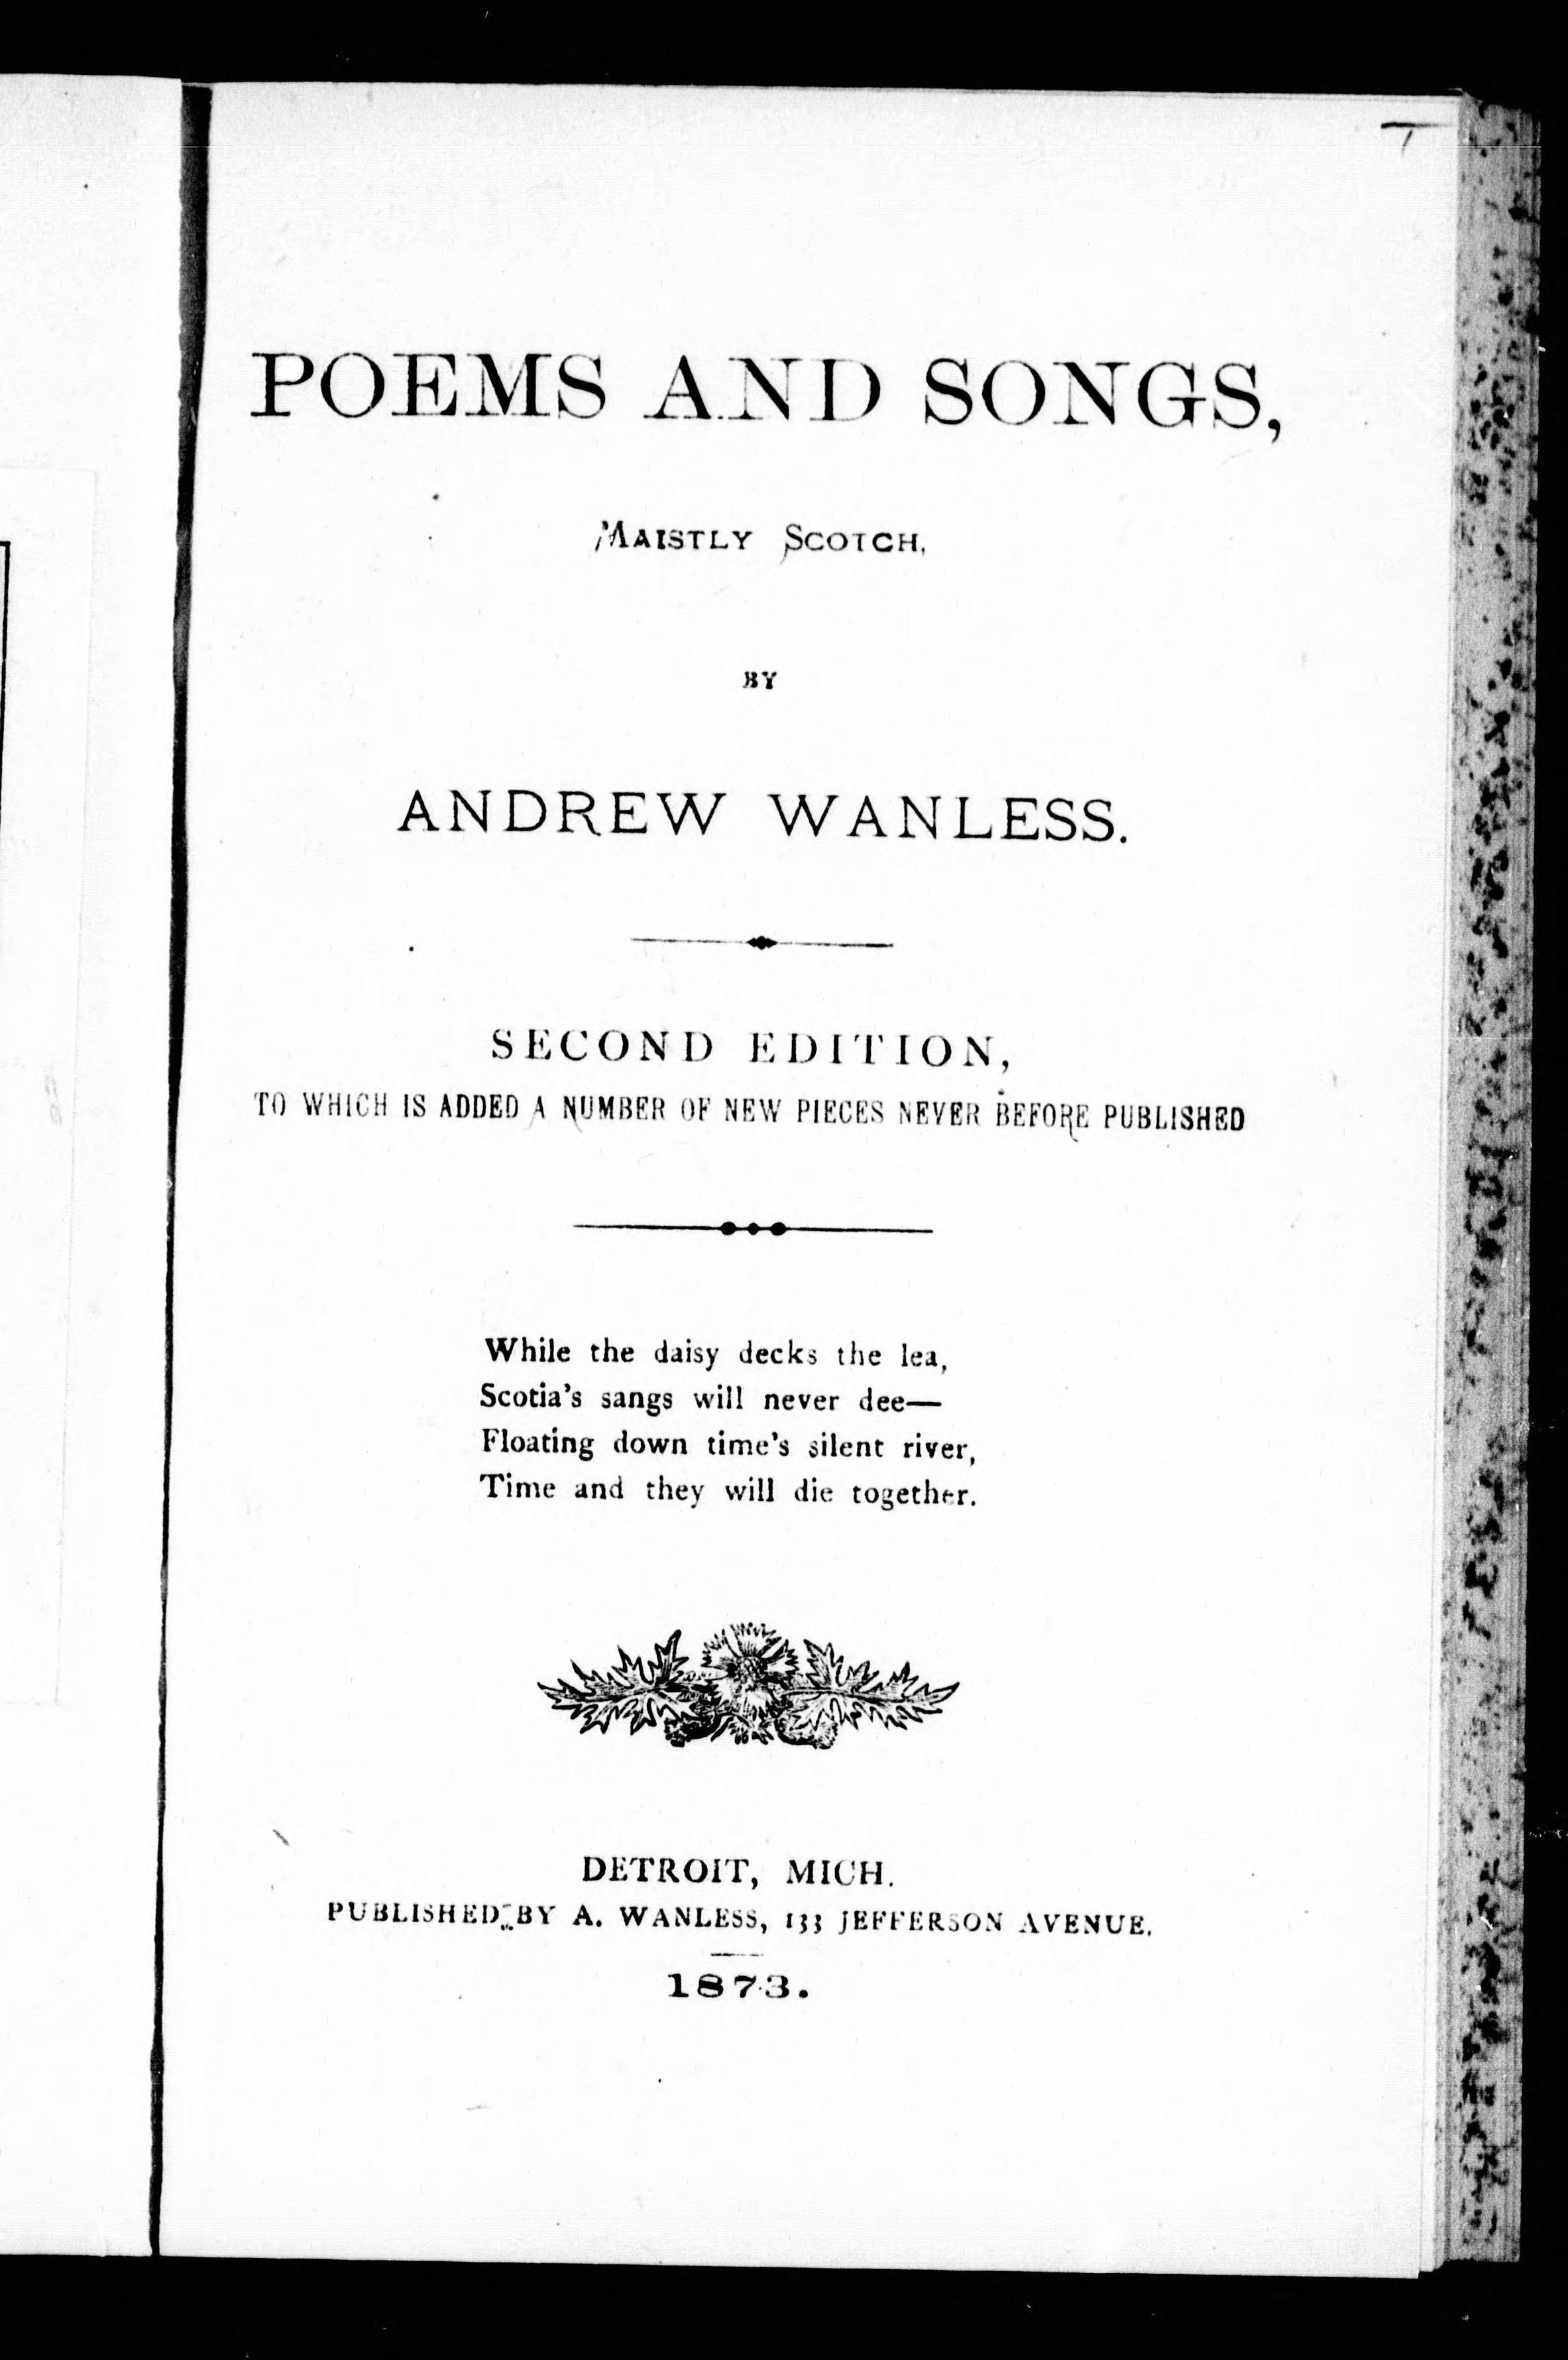 POEMS AND SONGS,
MAISTLY SCOTCH,
BY
ANDREW WANLESS.
SECOND EDITION,
TO WHICH IS ADDED A NUMBER OF NEW PIECES NEVER BEFORE PUBLISHED
While the daisy decks the lea,
Scotia's sangs will never dee—
Floating down time's silent river,
Time and they will die together.
DETROIT, MICH.
PUBLISHED BY A. WANLESS, 133 JEFFERSON AVENUE.
1873.